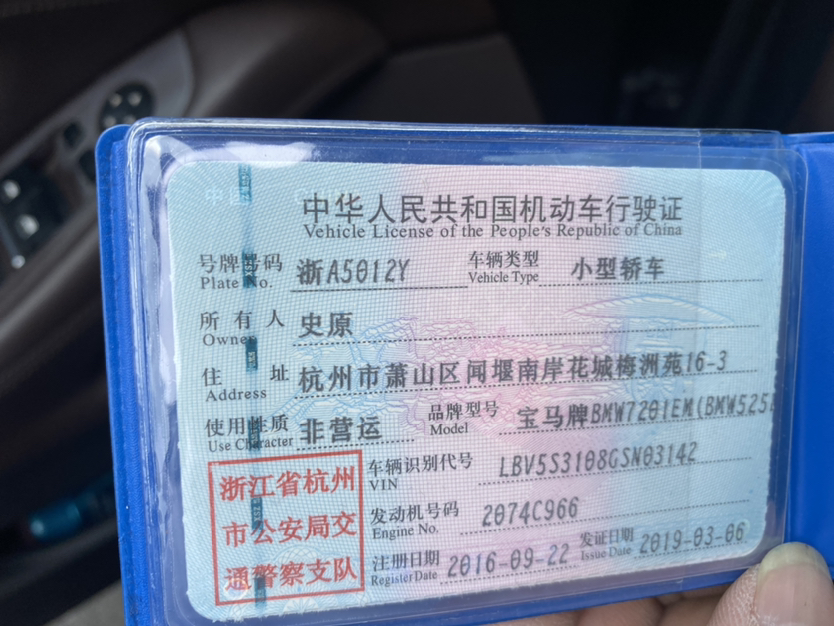 中华人民共和国机动车行驶证
Vehicle License of the People's Republic of China
号牌号码 浙A5012Y 车辆类型 小型轿车
Plate No. Vehicle Type
所有人 史原
Owner
住址 杭州市萧山区闻堰南岸花城梅洲苑16-3
Address
使用性质 非营运 品牌型号 宝马牌BMW7201EM(BMW525L
Use Character Model
车辆识别代号 LBV5S3108GSN03142
VIN
浙江省杭州
市公安局交
通警察支队
发动机号码 2074C966
Engine No.
注册日期 2016-09-22 发证日期 2019-03-06
Register Date Issue Date